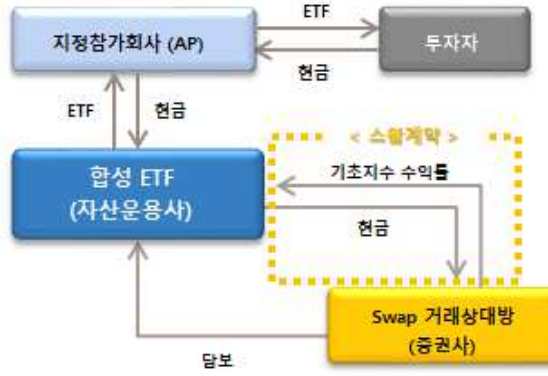 ETF
지정참가회사 (AP)
투자자
현금
ETF
현금
< 스왑계약 >
합성 ETF
(자산운용사)
기초지수 수익률
현금
Swap 거래상대방
(증권사)
담보